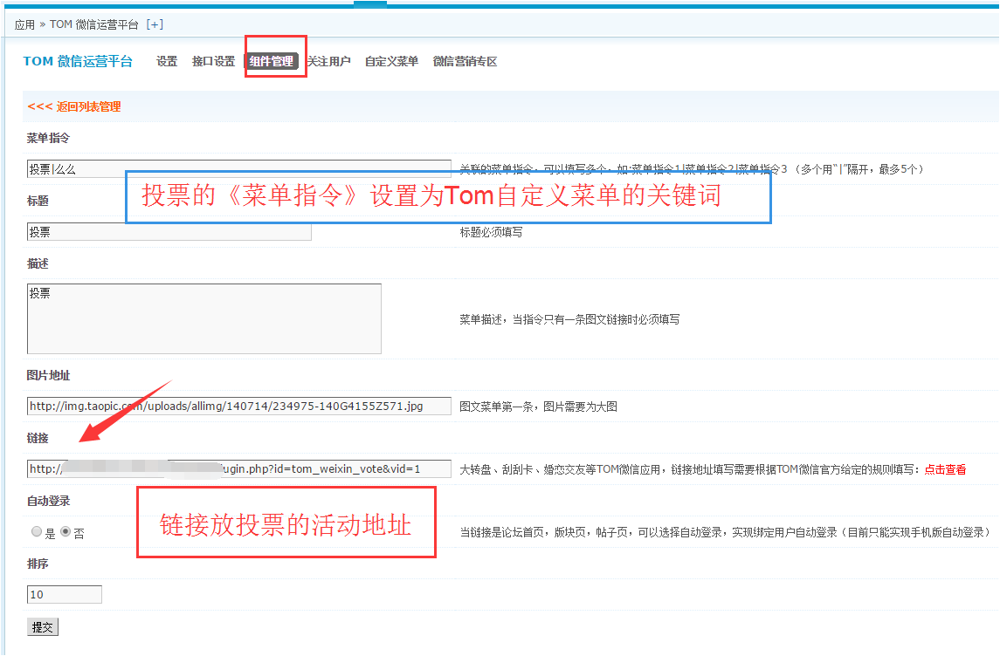 应用 » TOM 微信运营平台 [+]
TOM 微信运营平台 设置 接口设置 组件管理 关注用户 自定义菜单 微信营销专区
<<< 返回列表管理
菜单指令
投票|么么 关联的菜单指令，可以填写多个，如:菜单指令1|菜单指令2|菜单指令3 （多个用“|”隔开，最多5个）
投票的《菜单指令》设置为Tom自定义菜单的关键词
标题
投票 标题必须填写
描述
投票
菜单描述，当指令只有一条图文链接时必须填写
图片地址
http://img.taopic.com/uploads/allimg/140714/234975-140G4155Z571.jpg 图文菜单第一条，图片需要为大图
链接
http:/ ugin.php?id=tom_weixin_vote&vid=1 大转盘、刮刮卡、婚恋交友等TOM微信应用，链接地址填写需要根据TOM微信官方给定的规则填写：点击查看
自动登录
链接放投票的活动地址
是 否 当链接是论坛首页，版块页，帖子页，可以选择自动登录，实现绑定用户自动登录（目前只能实现手机版自动登录）
排序
10
提交